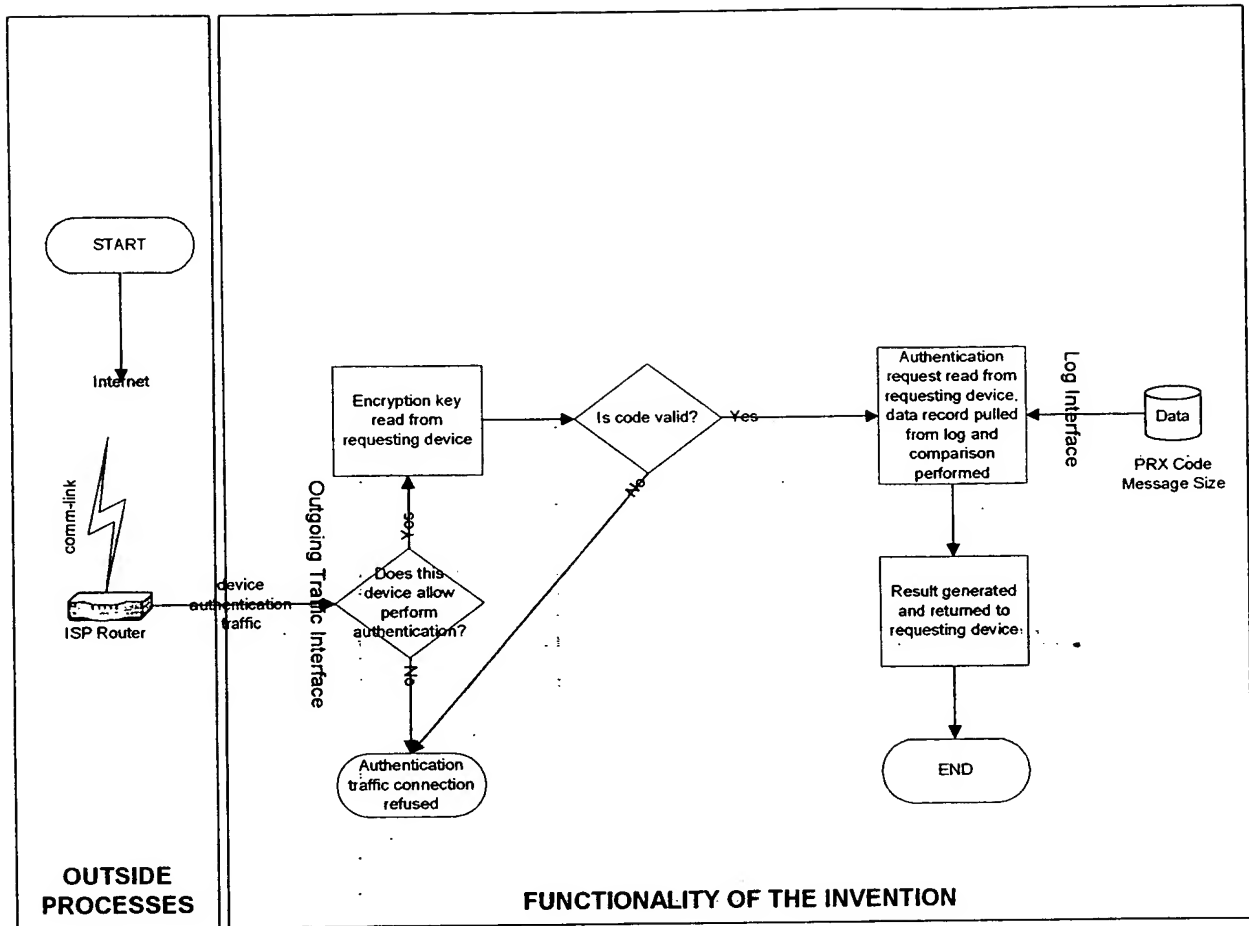 START
Internet
comm-link
ISP Router
device
authentication
traffic
Outgoing Traffic Interface
Does this
device allow
perform
authentication?
Yes
No
Encryption key
read from
requesting device
Is code valid?
Yes
No
Authentication
traffic connection
refused
Authentication
request read from
requesting device,
data record pulled
from log and
comparison
performed
Log Interface
Data
PRX Code
Message Size
Result generated
and returned to
requesting device
END
OUTSIDE
PROCESSES
FUNCTIONALITY OF THE INVENTION